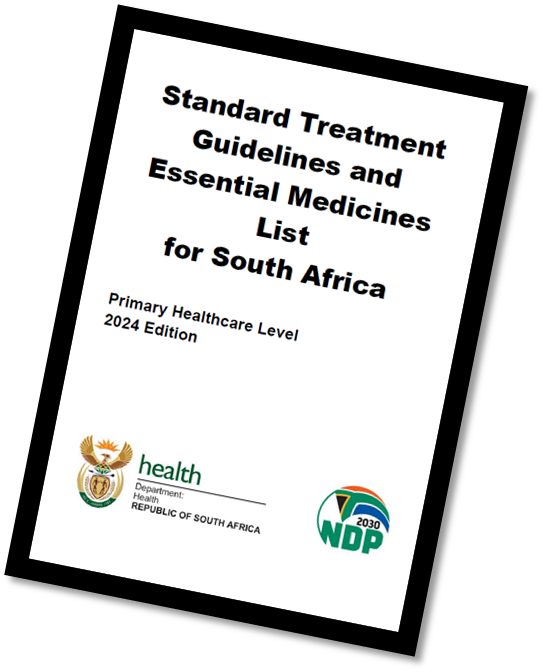 Standard Treatment
Guidelines and
Essential Medicines
List
for South Africa
Primary Healthcare Level
2024 Edition
health
Department:
Health
REPUBLIC OF SOUTH AFRICA
2030
NDP